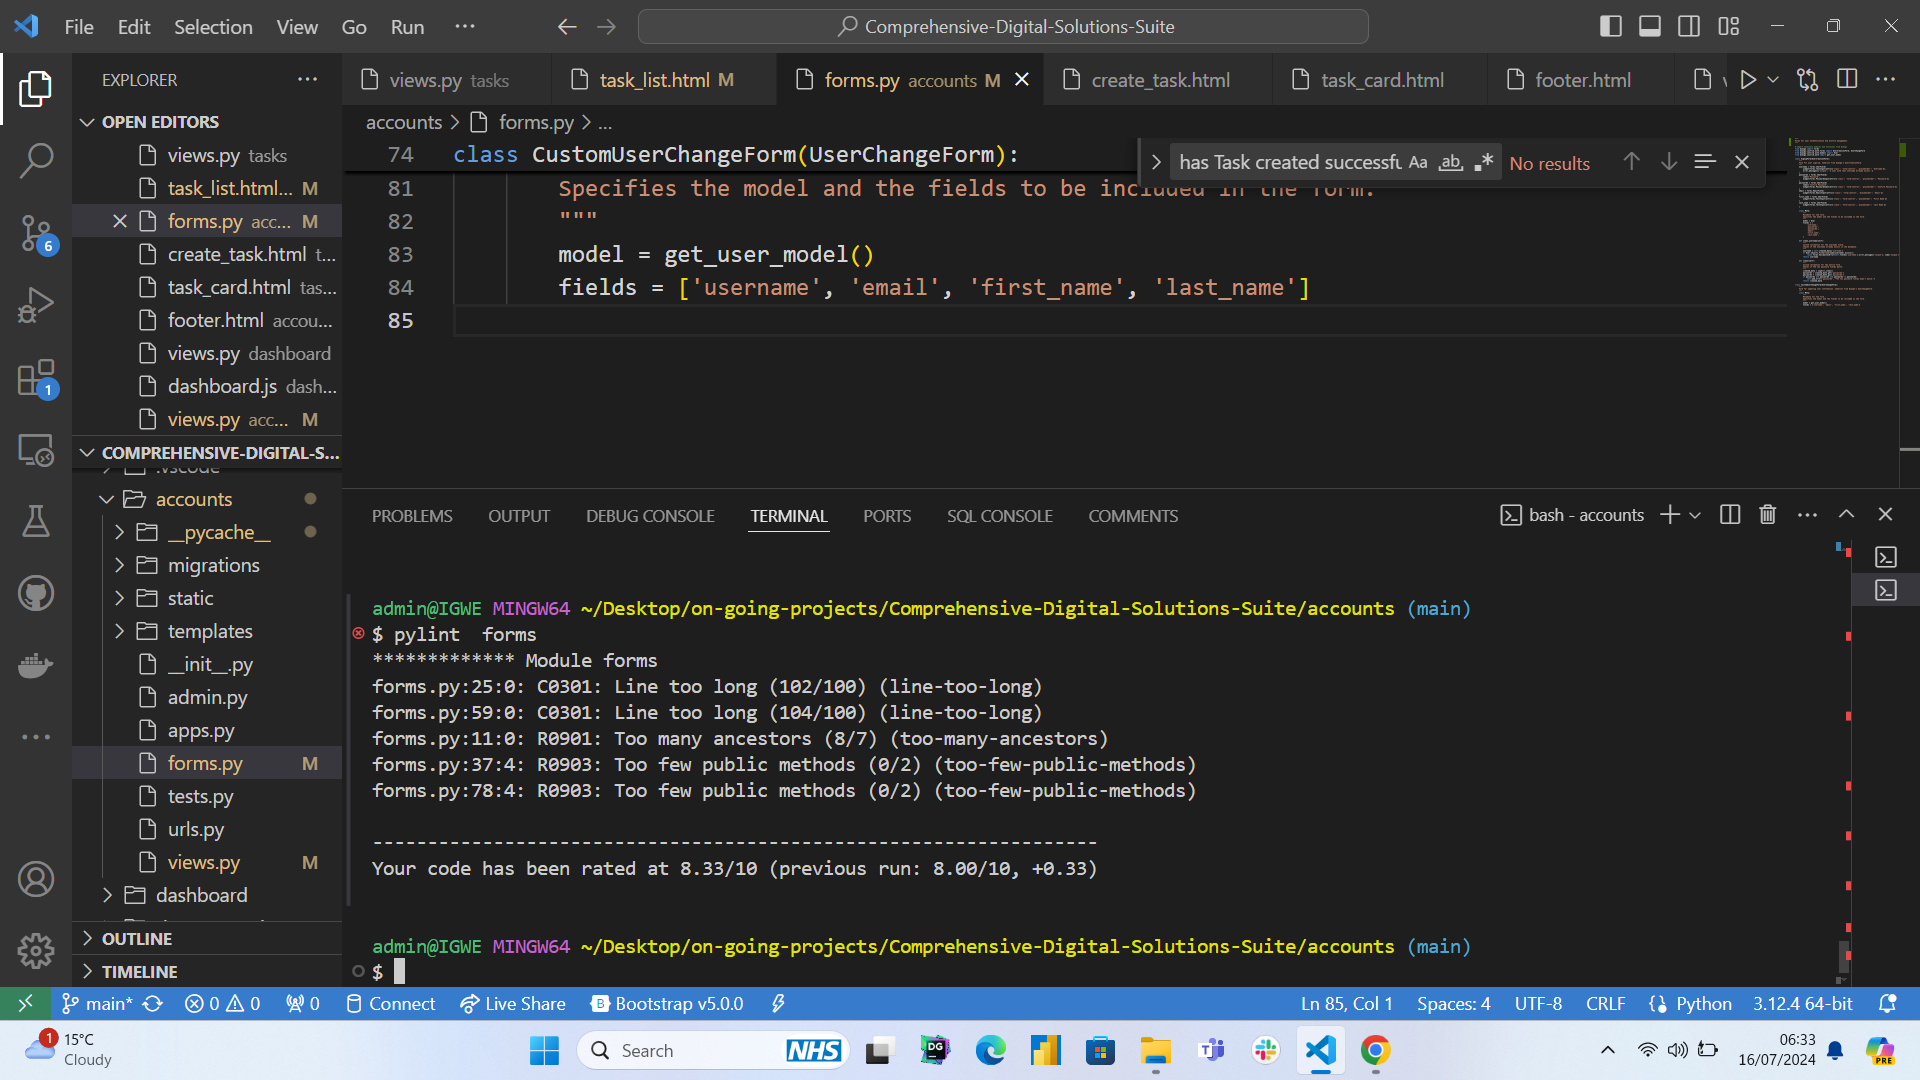 File Edit Selection View Go Run ···
Comprehensive-Digital-Solutions-Suite
EXPLORER
OPEN EDITORS
views.py tasks
task_list.html... M
forms.py acc... M
create_task.html t...
task_card.html tas...
footer.html accou...
views.py dashboard
dashboard.js dash...
views.py acc... M
COMPREHENSIVE-DIGITAL-S...
.vscode
accounts
__pycache__
migrations
static
templates
__init__.py
admin.py
apps.py
forms.py M
tests.py
urls.py
views.py M
dashboard
OUTLINE
TIMELINE
6
1
views.py tasks
task_list.html M
forms.py accounts M
create_task.html
task_card.html
footer.html
accounts > forms.py > ...
has Task created successfu Aa ab .* No results
74 class CustomUserChangeForm(UserChangeForm):
81 Specifies the model and the fields to be included in the form.
82 """
83 model = get_user_model()
84 fields = ['username', 'email', 'first_name', 'last_name']
85
PROBLEMS OUTPUT DEBUG CONSOLE TERMINAL PORTS SQL CONSOLE COMMENTS
bash - accounts
admin@IGWE MINGW64 ~/Desktop/on-going-projects/Comprehensive-Digital-Solutions-Suite/accounts (main)
$ pylint  forms
************* Module forms
forms.py:25:0: C0301: Line too long (102/100) (line-too-long)
forms.py:59:0: C0301: Line too long (104/100) (line-too-long)
forms.py:11:0: R0901: Too many ancestors (8/7) (too-many-ancestors)
forms.py:37:4: R0903: Too few public methods (0/2) (too-few-public-methods)
forms.py:78:4: R0903: Too few public methods (0/2) (too-few-public-methods)
------------------------------------------------------------------
Your code has been rated at 8.33/10 (previous run: 8.00/10, +0.33)
admin@IGWE MINGW64 ~/Desktop/on-going-projects/Comprehensive-Digital-Solutions-Suite/accounts (main)
$
main* 0 0 0 Connect Live Share B Bootstrap v5.0.0
Ln 85, Col 1 Spaces: 4 UTF-8 CRLF {} Python 3.12.4 64-bit
1
15°C
Cloudy
Search
NHS
DG
06:33
16/07/2024
PRE